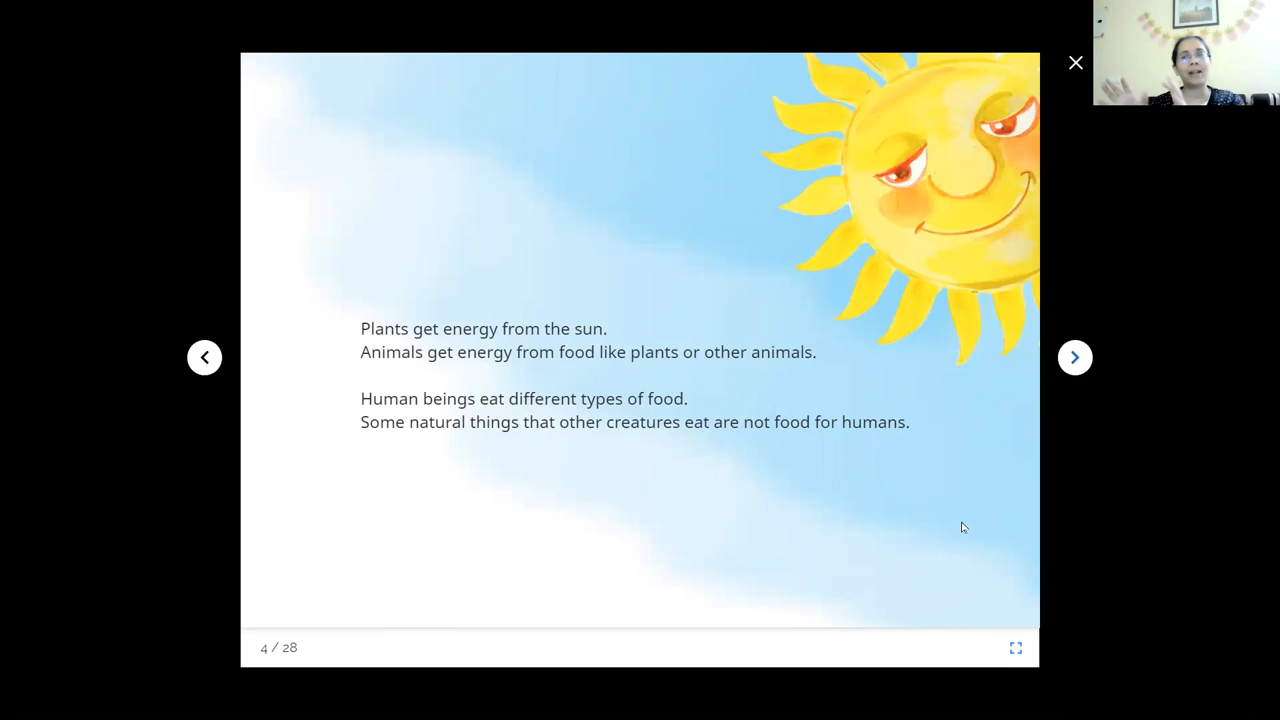 Plants get energy from the sun.
Animals get energy from food like plants or other animals.
Human beings eat different types of food.
Some natural things that other creatures eat are not food for humans.
4 / 28